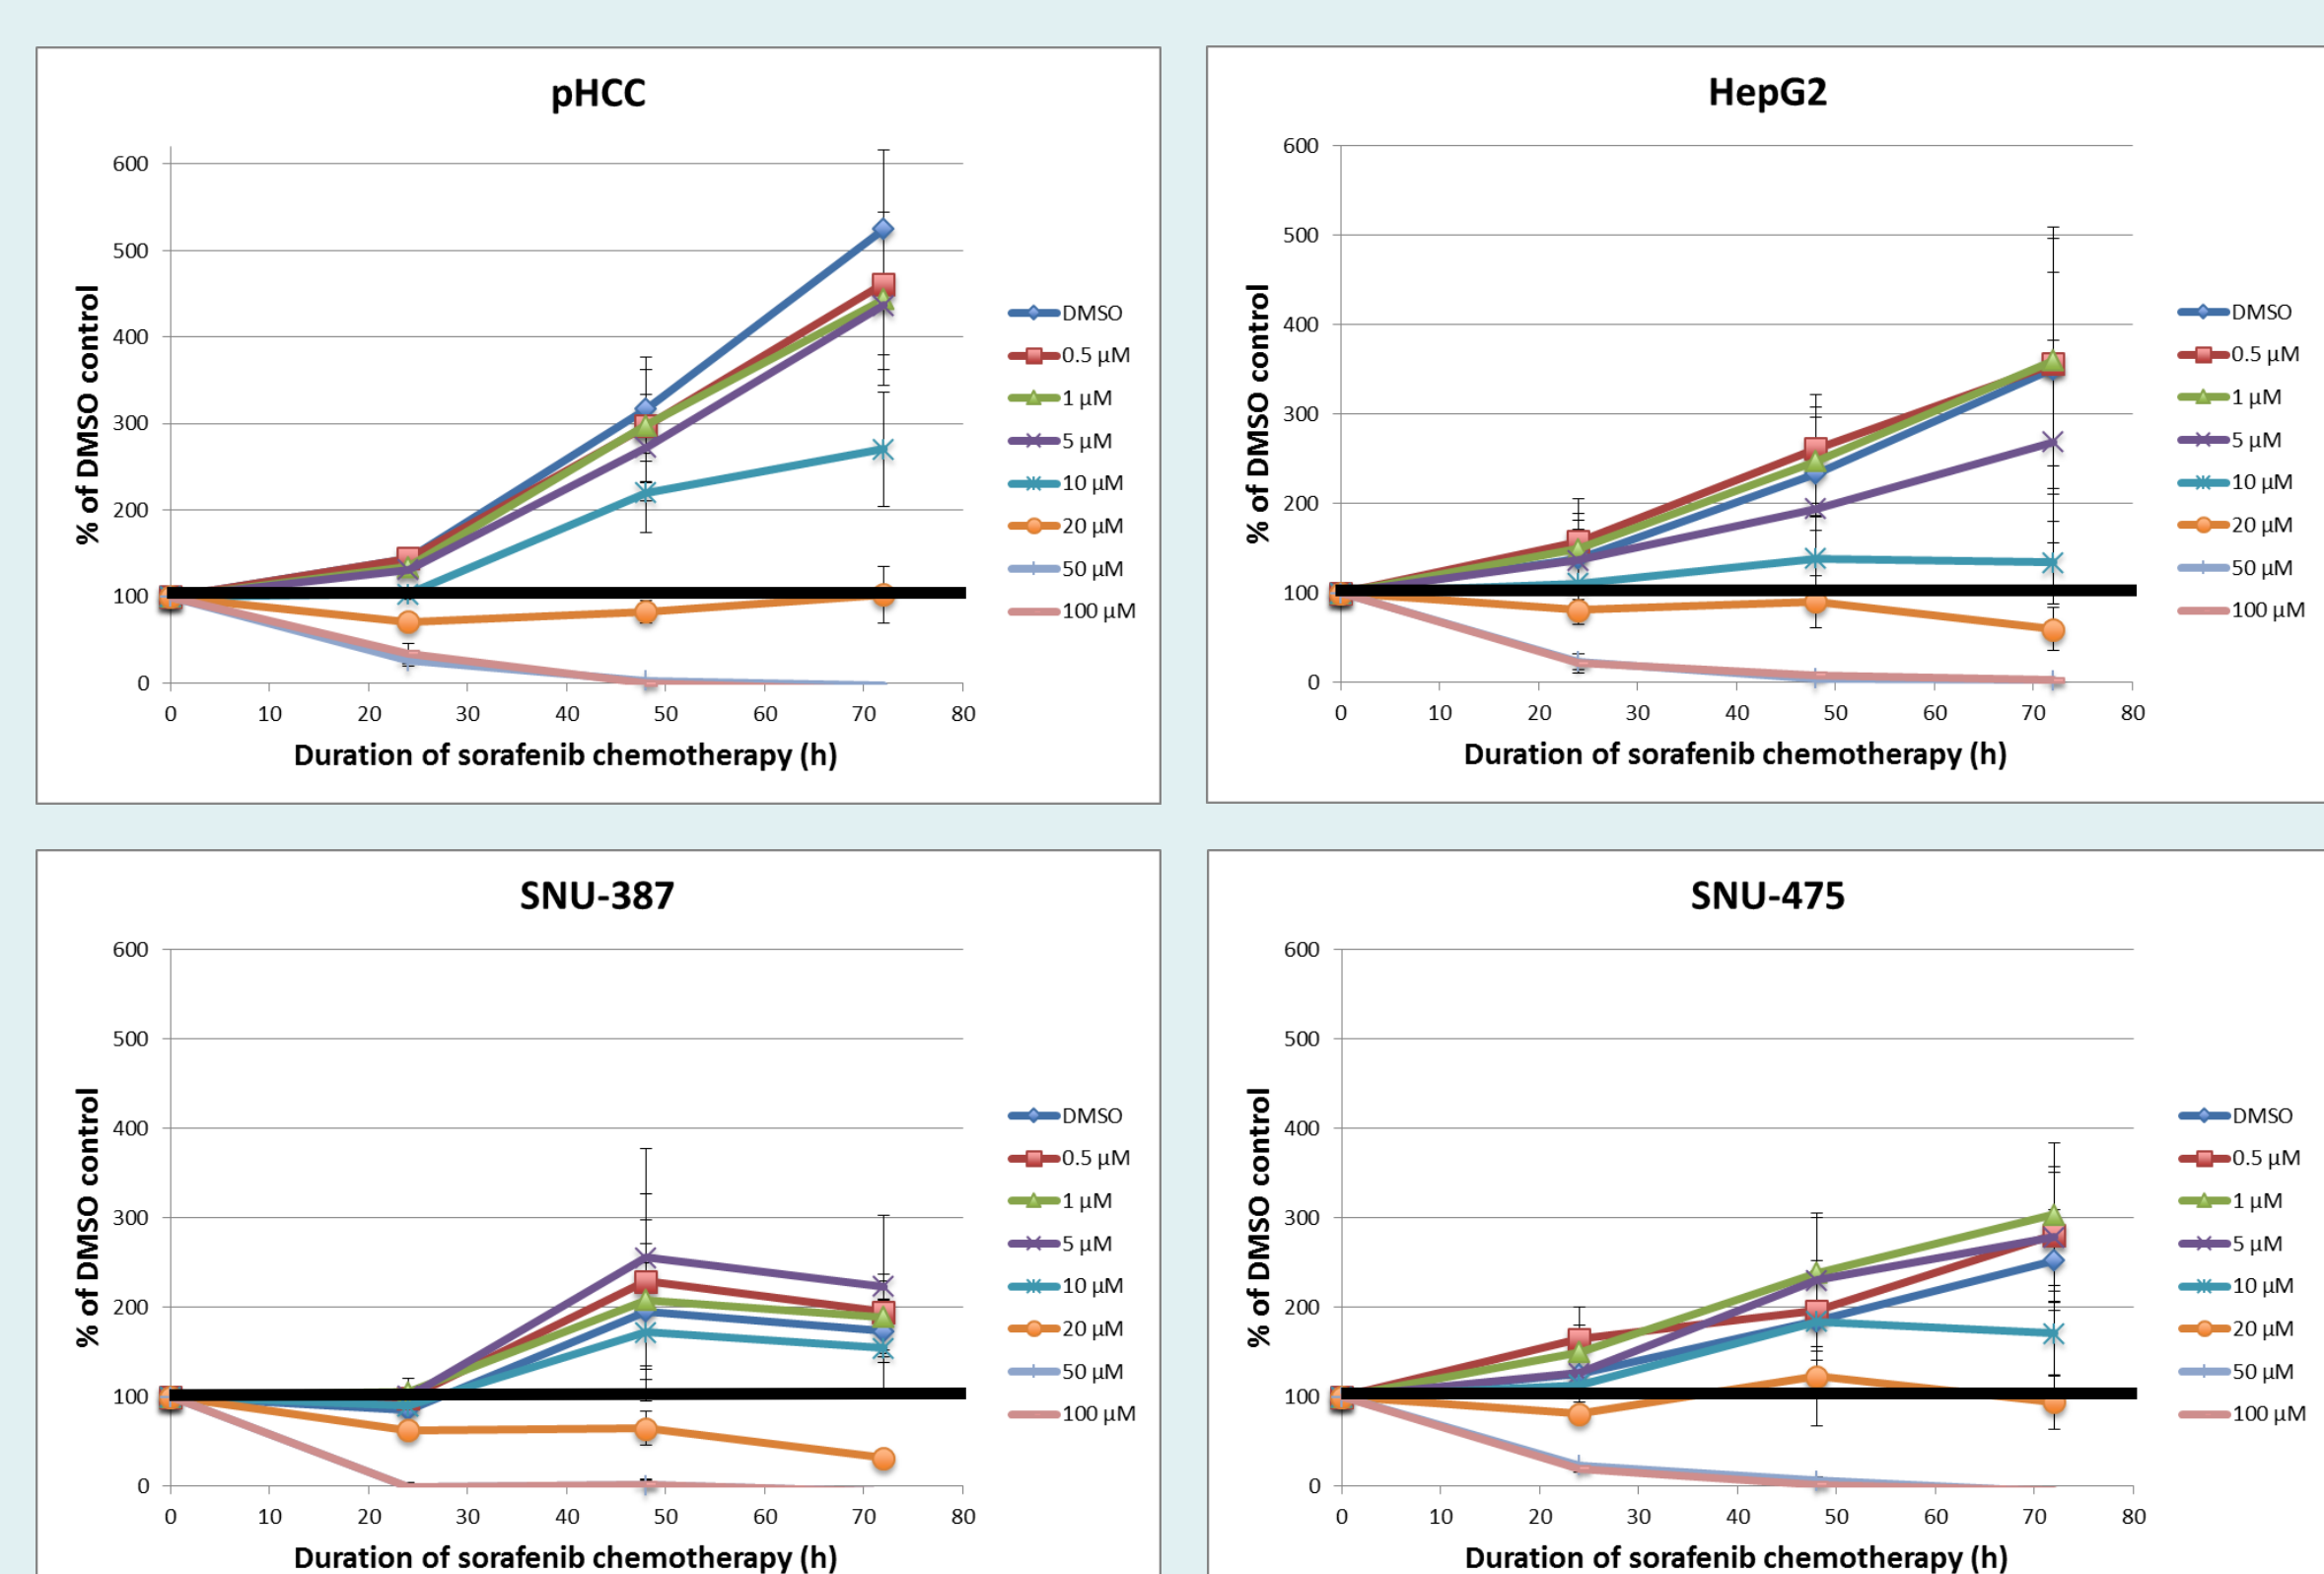 pHCC
% of DMSO control
600
500
400
300
200
100
0
0 10 20 30 40 50 60 70 80
Duration of sorafenib chemotherapy (h)
DMSO
0.5 µM
1 µM
5 µM
10 µM
20 µM
50 µM
100 µM
HepG2
% of DMSO control
600
500
400
300
200
100
0
0 10 20 30 40 50 60 70 80
Duration of sorafenib chemotherapy (h)
DMSO
0.5 µM
1 µM
5 µM
10 µM
20 µM
50 µM
100 µM
SNU-387
% of DMSO control
600
500
400
300
200
100
0
0 10 20 30 40 50 60 70 80
Duration of sorafenib chemotherapy (h)
DMSO
0.5 µM
1 µM
5 µM
10 µM
20 µM
50 µM
100 µM
SNU-475
% of DMSO control
600
500
400
300
200
100
0
0 10 20 30 40 50 60 70 80
Duration of sorafenib chemotherapy (h)
DMSO
0.5 µM
1 µM
5 µM
10 µM
20 µM
50 µM
100 µM